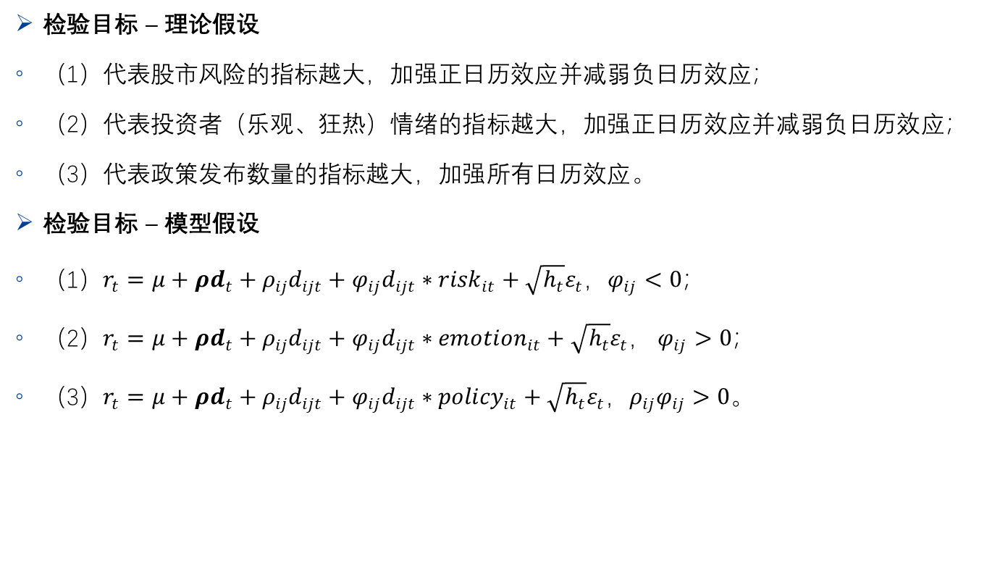 ➢ 检验目标 – 理论假设
◦ （1）代表股市风险的指标越大，加强正日历效应并减弱负日历效应；
◦ （2）代表投资者（乐观、狂热）情绪的指标越大，加强正日历效应并减弱负日历效应；
◦ （3）代表政策发布数量的指标越大，加强所有日历效应。
➢ 检验目标 – 模型假设
◦ （1）$r_t = \mu + \boldsymbol{\rho d}_t + \rho_{ij}d_{ijt} + \varphi_{ij}d_{ijt} * risk_{it} + \sqrt{h_t}\varepsilon_t$，$\varphi_{ij} < 0$；
◦ （2）$r_t = \mu + \boldsymbol{\rho d}_t + \rho_{ij}d_{ijt} + \varphi_{ij}d_{ijt} * emotion_{it} + \sqrt{h_t}\varepsilon_t$，$\varphi_{ij} > 0$；
◦ （3）$r_t = \mu + \boldsymbol{\rho d}_t + \rho_{ij}d_{ijt} + \varphi_{ij}d_{ijt} * policy_{it} + \sqrt{h_t}\varepsilon_t$，$\rho_{ij}\varphi_{ij} > 0$。